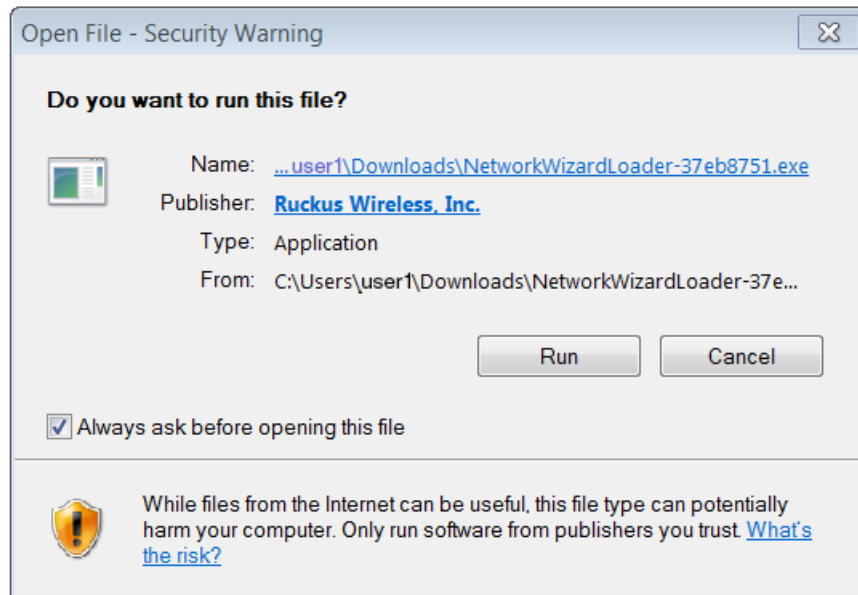 Open File - Security Warning
Do you want to run this file?
Name: ...user1\Downloads\NetworkWizardLoader-37eb8751.exe
Publisher: Ruckus Wireless, Inc.
Type: Application
From: C:\Users\user1\Downloads\NetworkWizardLoader-37e...
Run Cancel
Always ask before opening this file
While files from the Internet can be useful, this file type can potentially
harm your computer. Only run software from publishers you trust. What's
the risk?